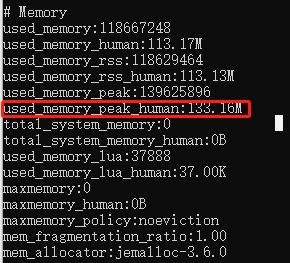 # Memory
used_memory:118667248
used_memory_human:113.17M
used_memory_rss:118629464
used_memory_rss_human:113.13M
used_memory_peak:139625896
used_memory_peak_human:133.16M
total_system_memory:0
total_system_memory_human:0B
used_memory_lua:37888
used_memory_lua_human:37.00K
maxmemory:0
maxmemory_human:0B
maxmemory_policy:noeviction
mem_fragmentation_ratio:1.00
mem_allocator:jemalloc-3.6.0